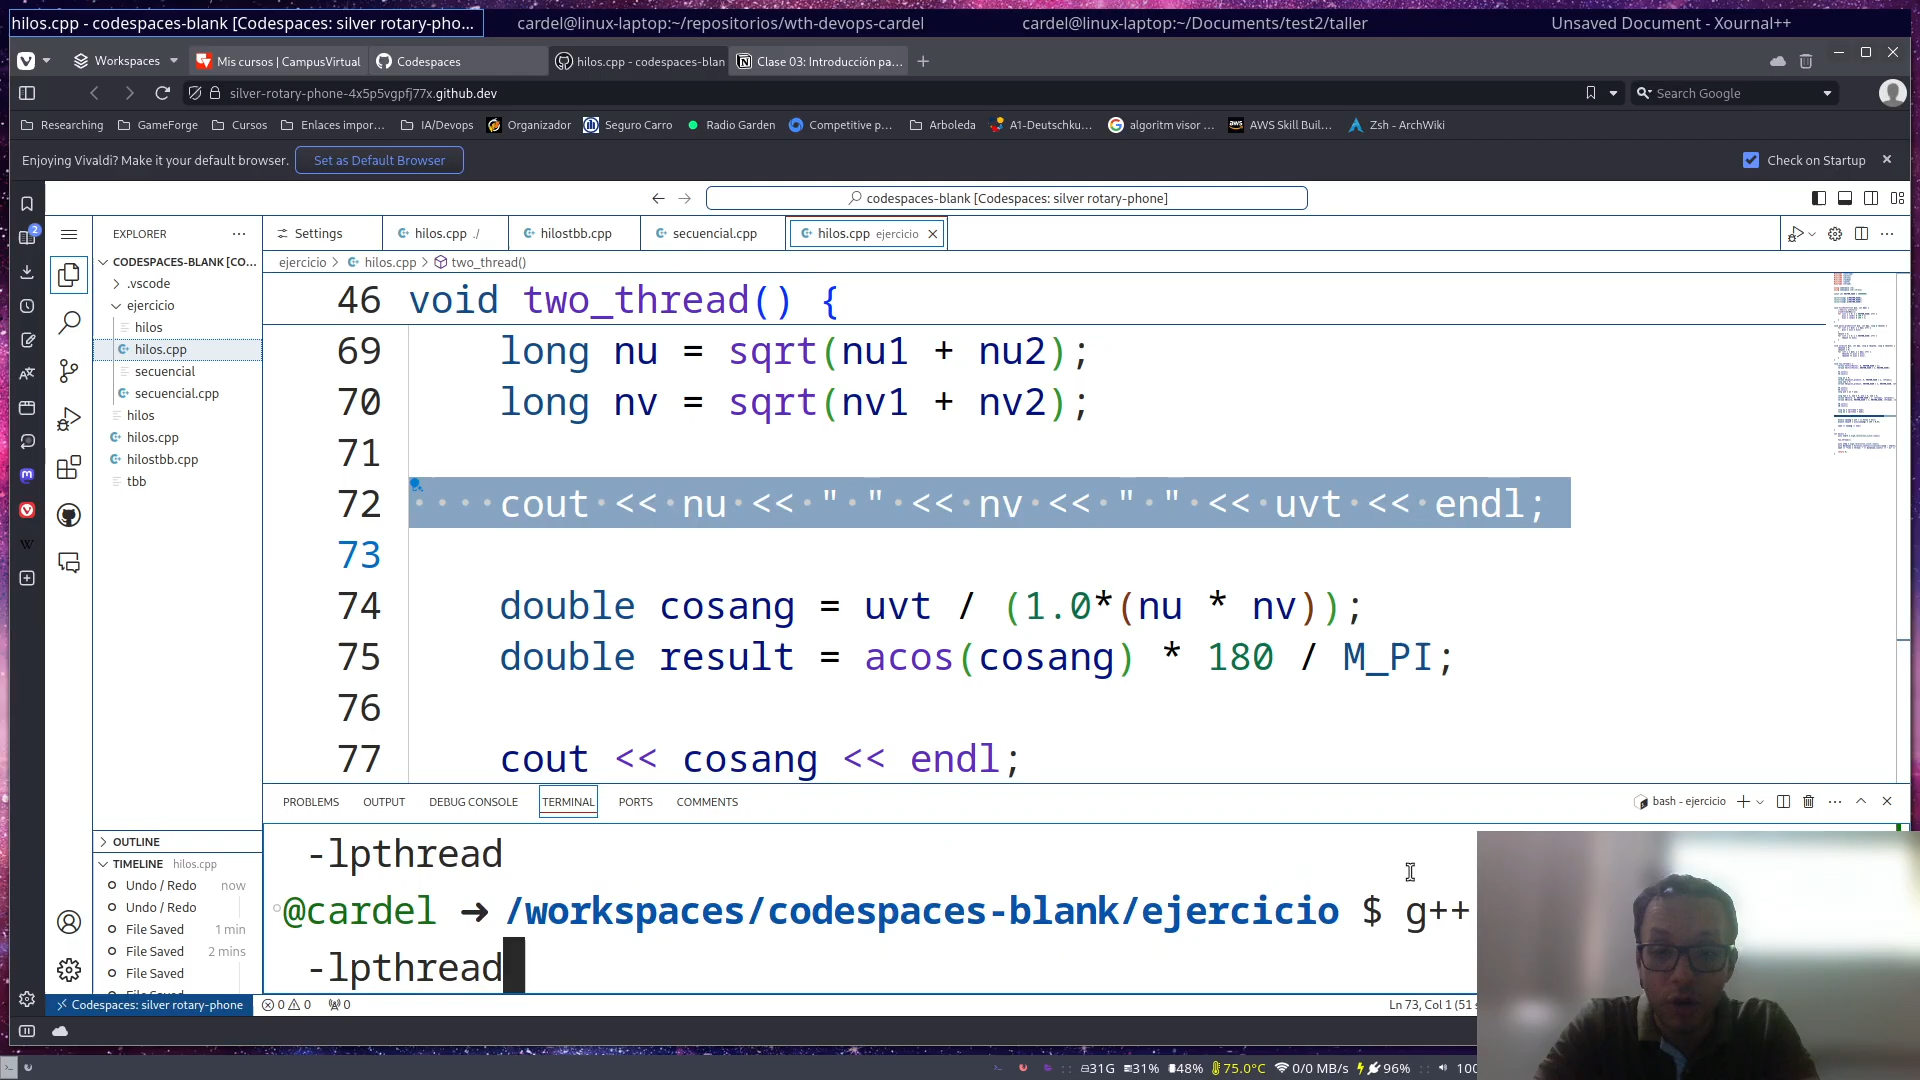 hilos.cpp - codespaces-blank [Codespaces: silver rotary-pho...
cardel@linux-laptop:~/repositorios/wth-devops-cardel
cardel@linux-laptop:~/Documents/test2/taller
Unsaved Document - Xournal++
Workspaces
Mis cursos | CampusVirtual
Codespaces
hilos.cpp - codespaces-blan
Clase 03: Introducción pa...
silver-rotary-phone-4x5p5vgpfj77x.github.dev
Search Google
Researching
GameForge
Cursos
Enlaces impor...
IA/Devops
Organizador
Seguro Carro
Radio Garden
Competitive p...
Arboleda
A1-Deutschku...
algoritm visor ...
AWS Skill Buil...
Zsh - ArchWiki
Enjoying Vivaldi? Make it your default browser.
Set as Default Browser
Check on Startup
codespaces-blank [Codespaces: silver rotary-phone]
EXPLORER
Settings
hilos.cpp ./
hilostbb.cpp
secuencial.cpp
hilos.cpp ejercicio
ejercicio > hilos.cpp > two_thread()
CODESPACES-BLANK [CO...
.vscode
ejercicio
hilos
hilos.cpp
secuencial
secuencial.cpp
hilos
hilos.cpp
hilostbb.cpp
tbb
46 void two_thread() {
69 long nu = sqrt(nu1 + nu2);
70 long nv = sqrt(nv1 + nv2);
71
72 cout << nu << " " << nv << " " << uvt << endl;
73
74 double cosang = uvt / (1.0*(nu * nv));
75 double result = acos(cosang) * 180 / M_PI;
76
77 cout << cosang << endl;
PROBLEMS
OUTPUT
DEBUG CONSOLE
TERMINAL
PORTS
COMMENTS
bash - ejercicio
-lpthread
@cardel ➜ /workspaces/codespaces-blank/ejercicio $ g++
-lpthread
OUTLINE
TIMELINE hilos.cpp
Undo / Redo now
Undo / Redo
File Saved 1 min
File Saved 2 mins
File Saved
Codespaces: silver rotary-phone
0 0
0
Ln 73, Col 1 (51
31G
31%
48%
75.0°C
0/0 MB/s
96%
100